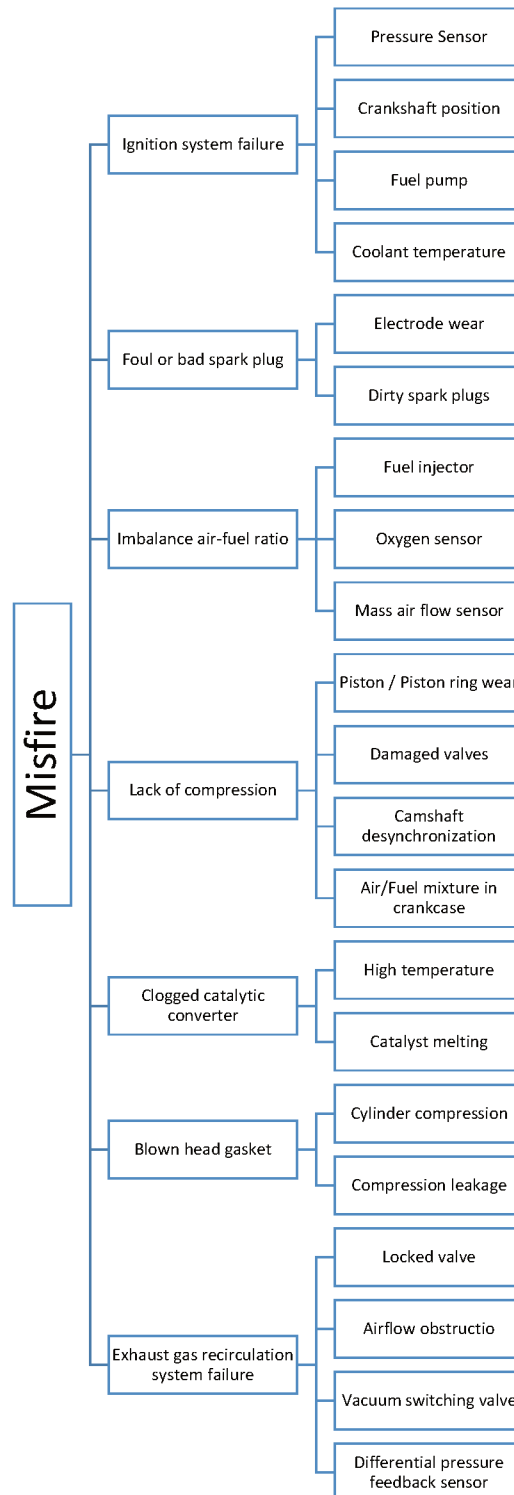 Misfire
Ignition system failure
Pressure Sensor
Crankshaft position
Fuel pump
Coolant temperature
Foul or bad spark plug
Electrode wear
Dirty spark plugs
Imbalance air-fuel ratio
Fuel injector
Oxygen sensor
Mass air flow sensor
Lack of compression
Piston / Piston ring wear
Damaged valves
Camshaft
desynchronization
Air/Fuel mixture in
crankcase
Clogged catalytic
converter
High temperature
Catalyst melting
Blown head gasket
Cylinder compression
Compression leakage
Exhaust gas recirculation
system failure
Locked valve
Airflow obstructio
Vacuum switching valve
Differential pressure
feedback sensor